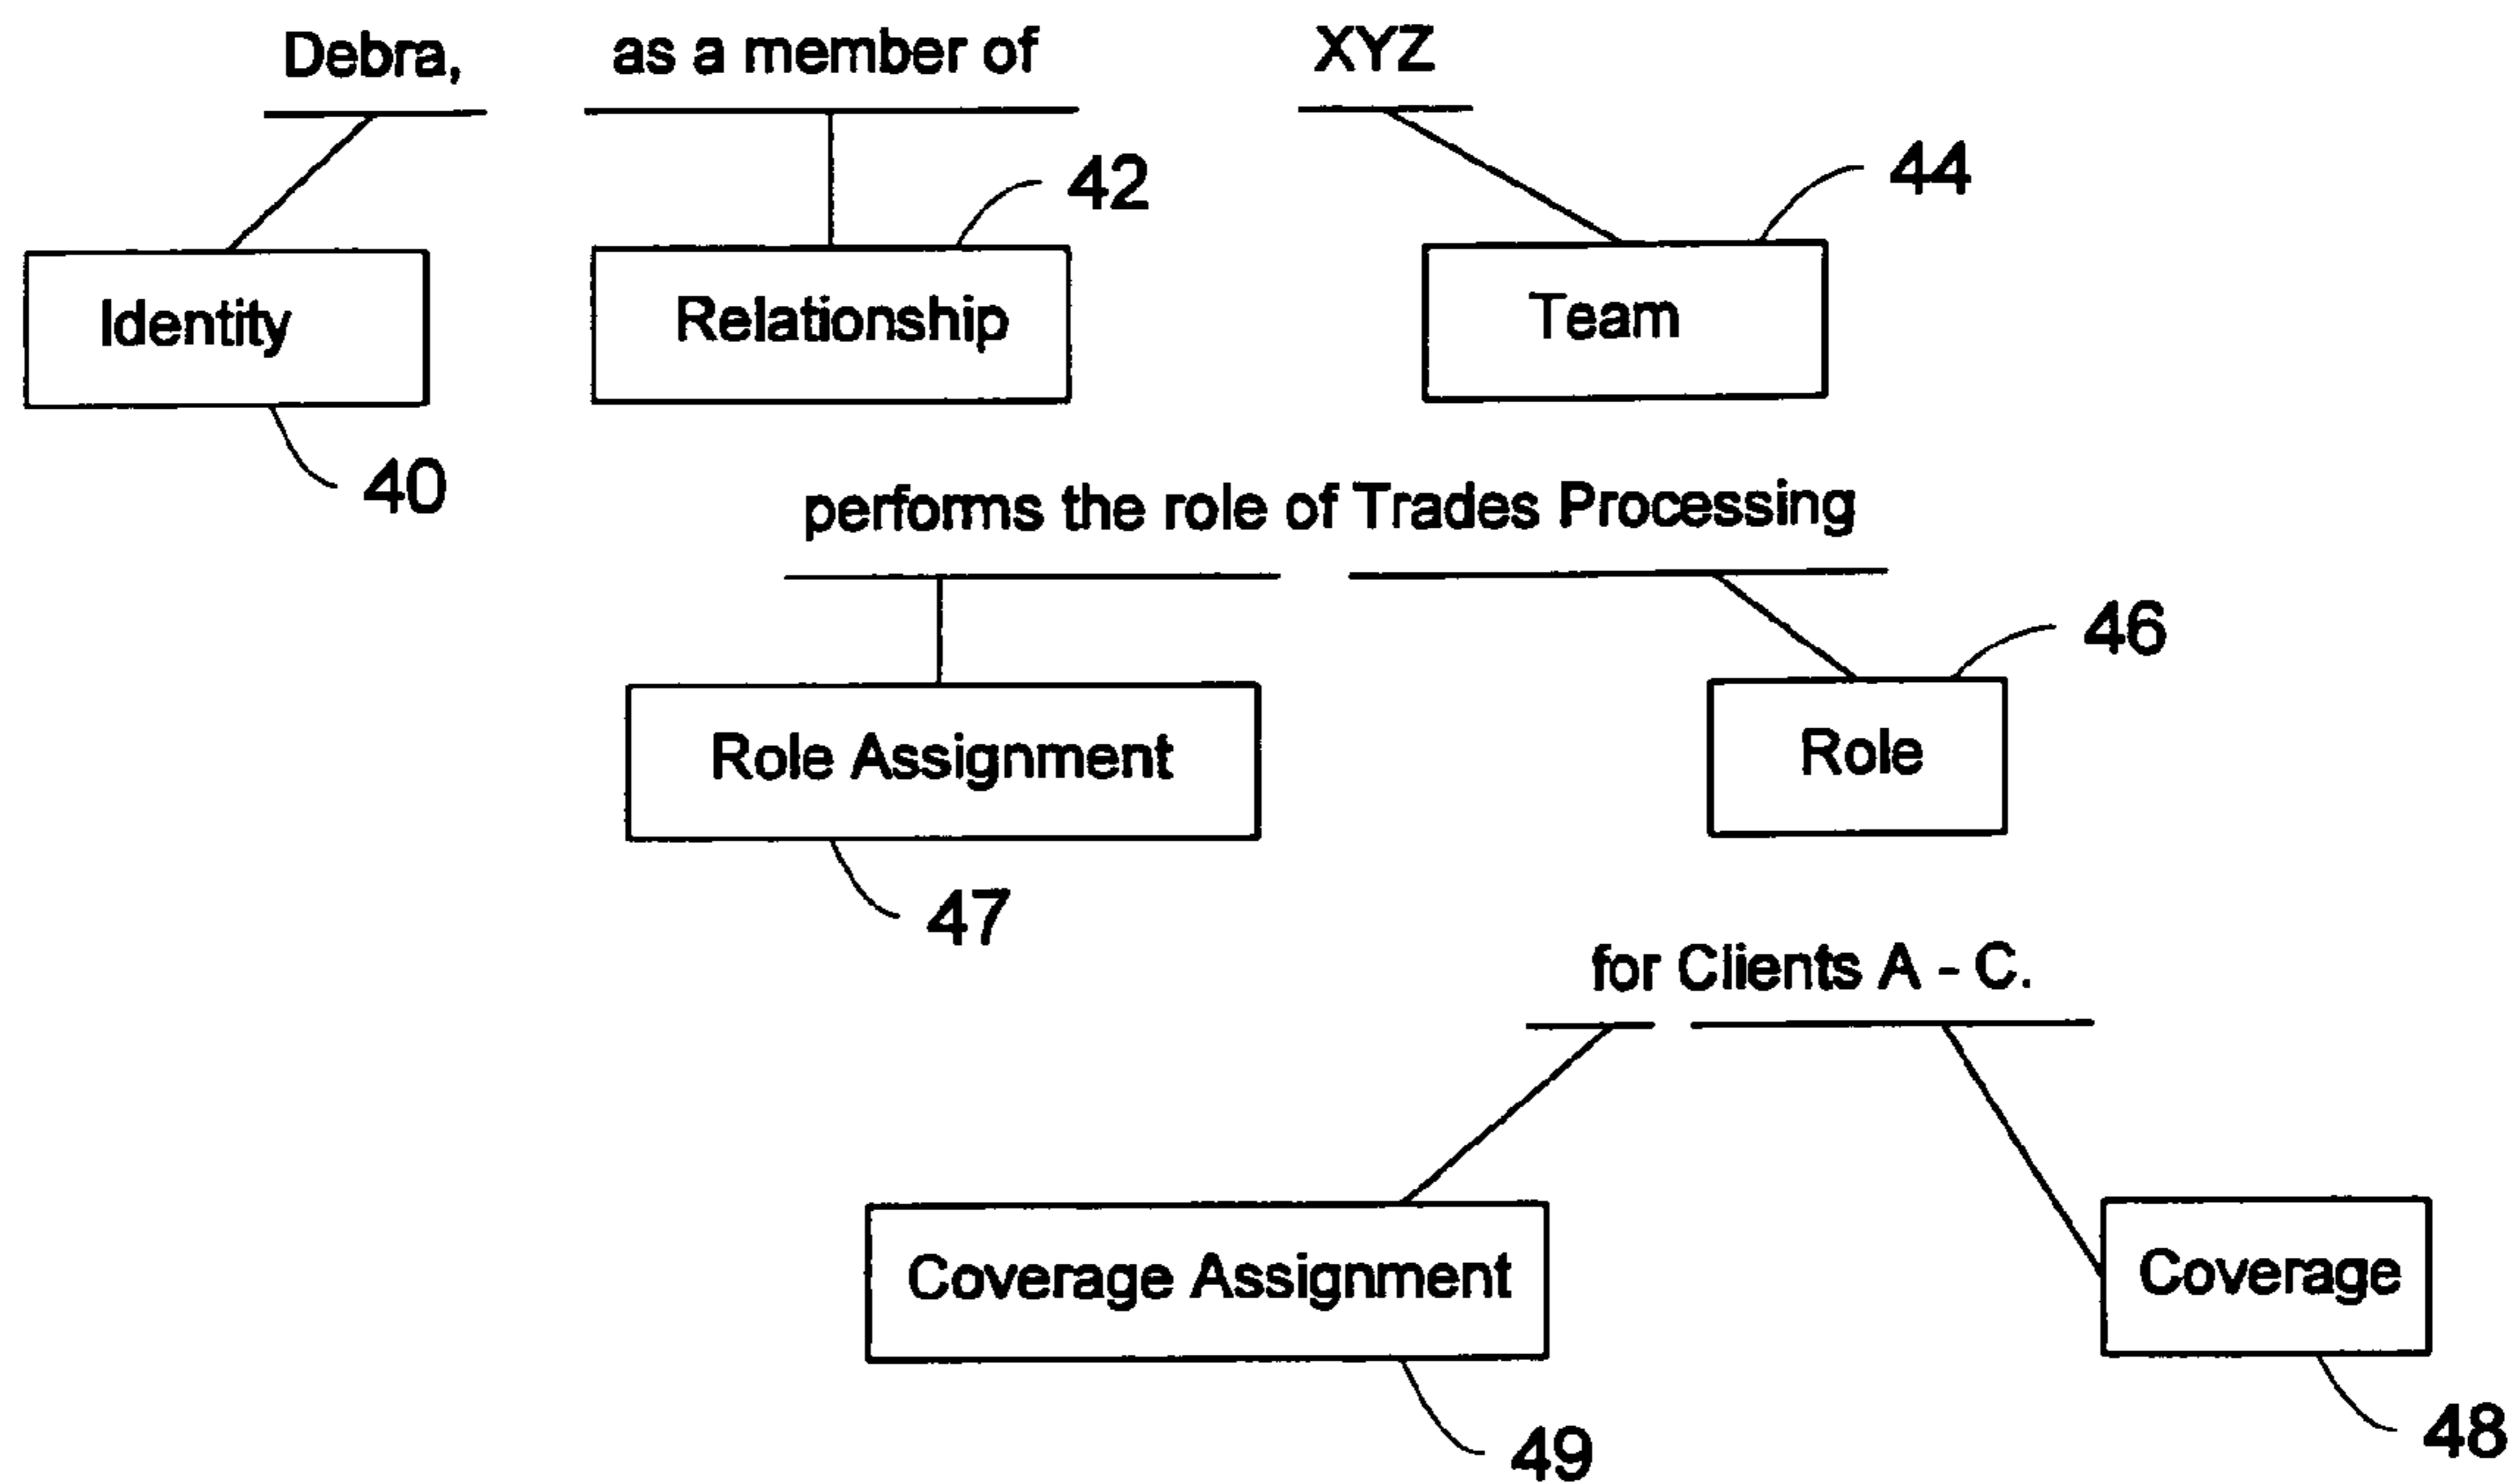 Debra, as a member of XYZ
42
44
Identity Relationship Team
40
performs the role of Trades Processing
46
Role Assignment Role
47
for Clients A - C.
Coverage Assignment Coverage
49
48